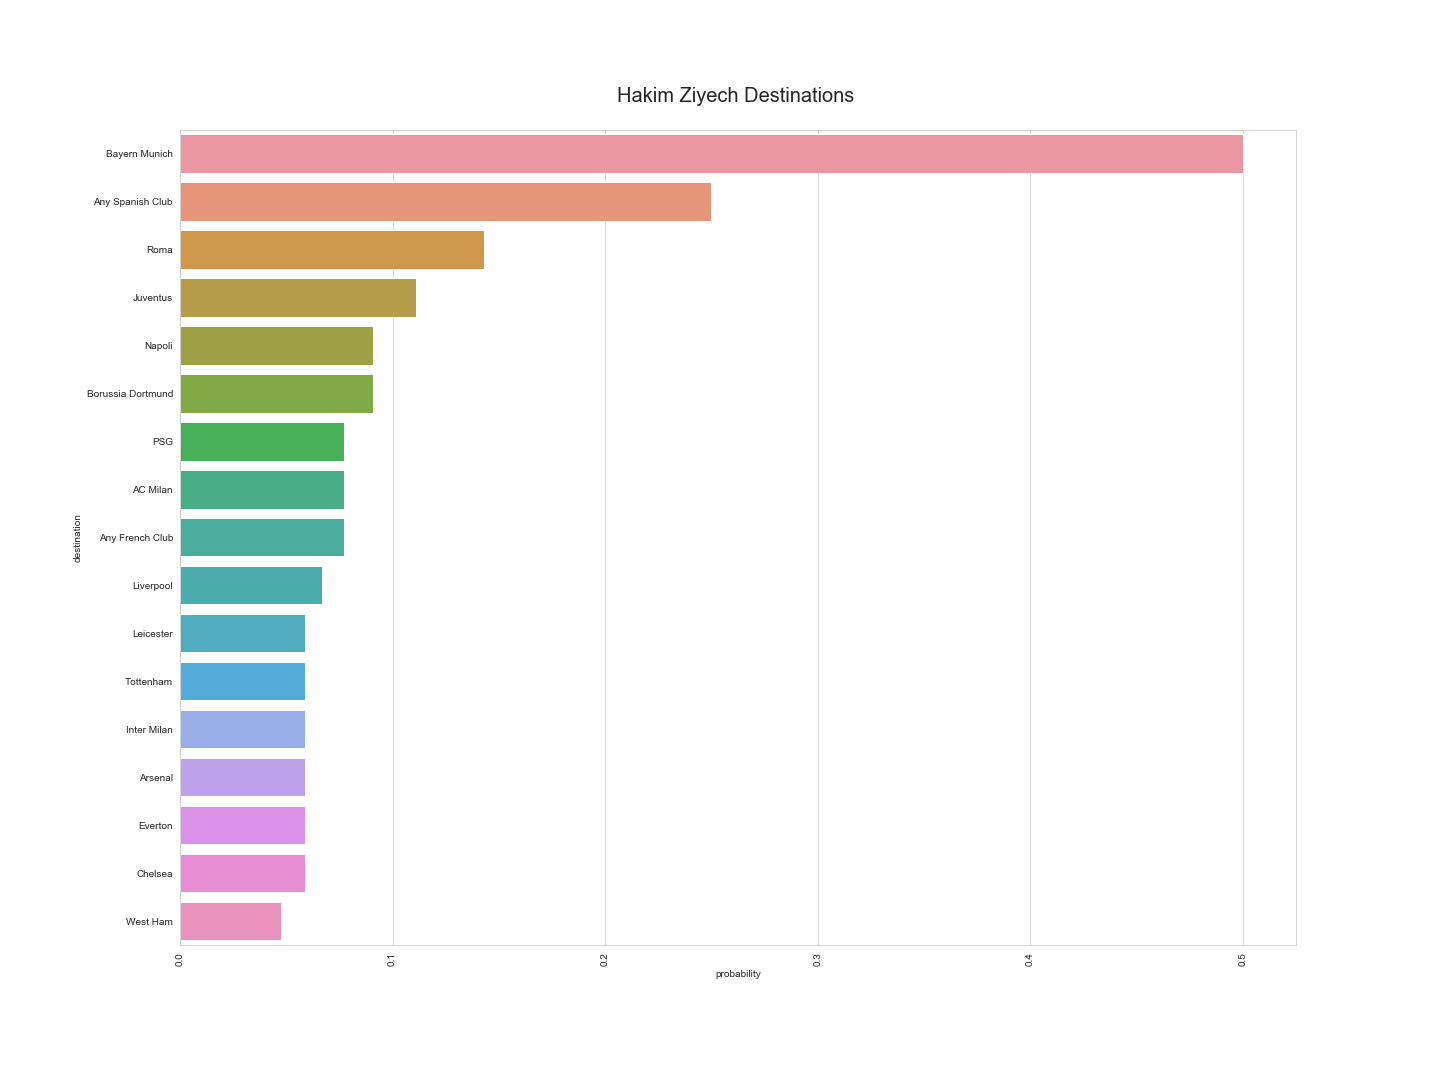 Hakim Ziyech Destinations
Bayern Munich
Any Spanish Club
Roma
Juventus
Napoli
Borussia Dortmund
PSG
AC Milan
Any French Club
Liverpool
Leicester
Tottenham
Inter Milan
Arsenal
Everton
Chelsea
West Ham
destination
0.0
0.1
0.2
0.3
0.4
0.5
probability